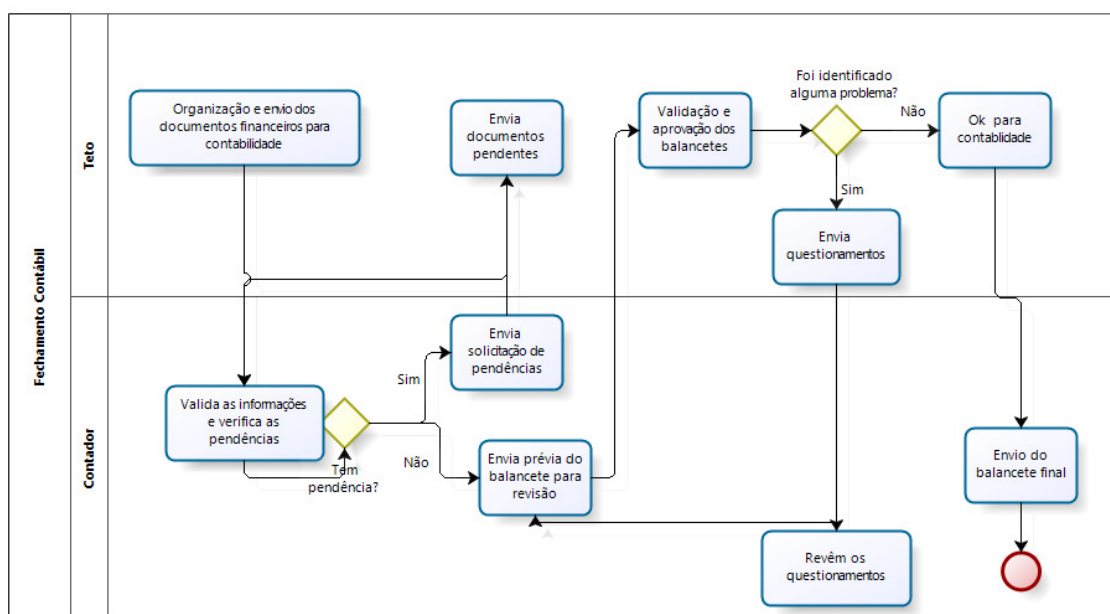 Fechamento Contábil
Teto
Organização e envio dos
documentos financeiros para
contabilidade
Envia
documentos
pendentes
Validação e
aprovação dos
balancetes
Foi identificado
alguma problema?
Não
Ok para
contablidade
Sim
Envia
questionamentos
Contador
Valida as informações
e verifica as
pendências
Tem
pendência?
Sim
Envia
solicitação de
pendências
Não
Envia prévia do
balancete para
revisão
Revêm os
questionamentos
Envio do
balancete final